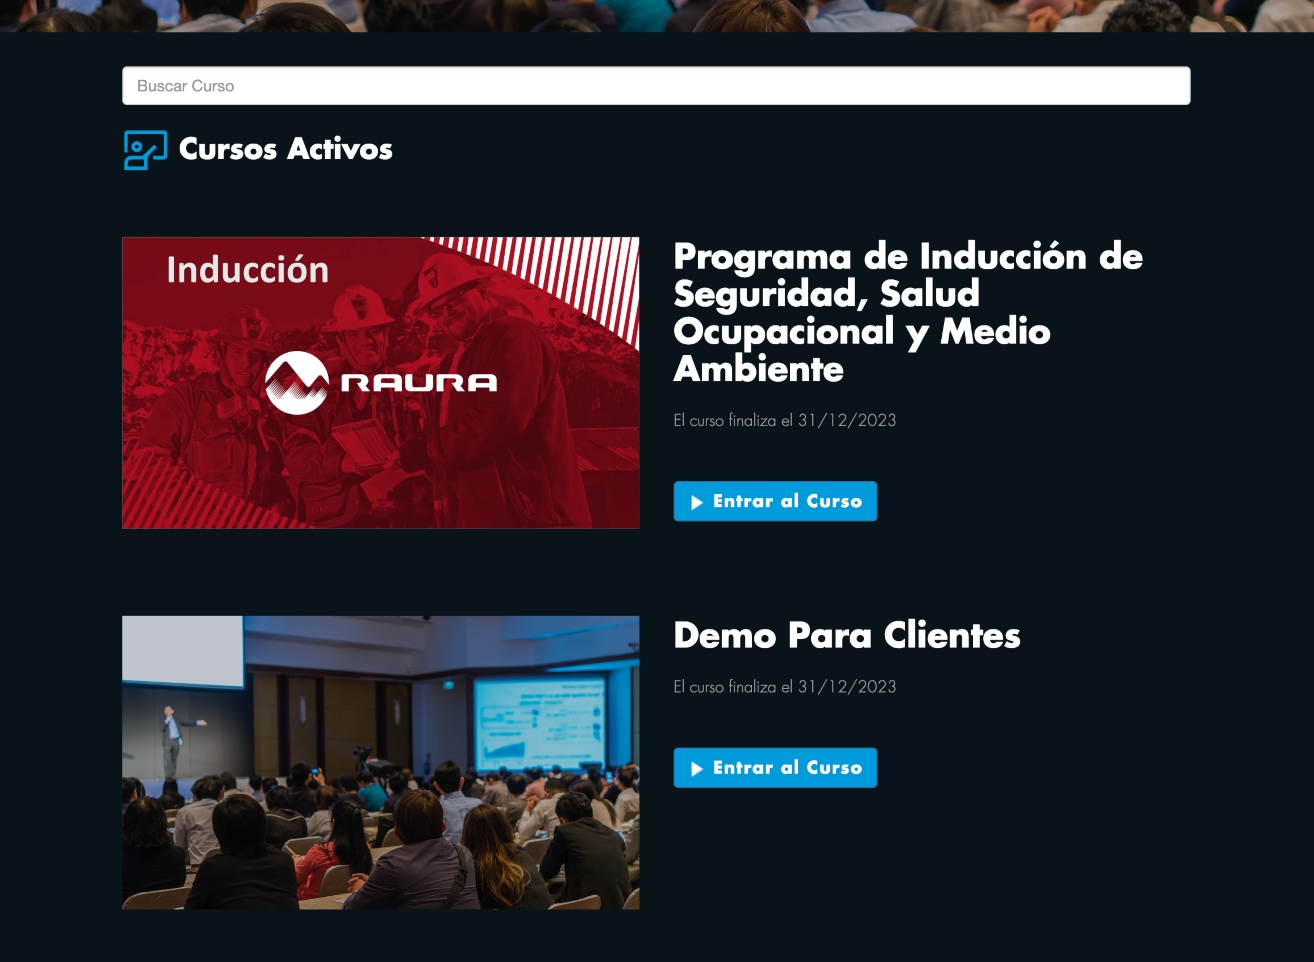 Buscar Curso
Cursos Activos
Inducción
RAURA
Programa de Inducción de
Seguridad, Salud
Ocupacional y Medio
Ambiente
El curso finaliza el 31/12/2023
Entrar al Curso
Demo Para Clientes
El curso finaliza el 31/12/2023
Entrar al Curso